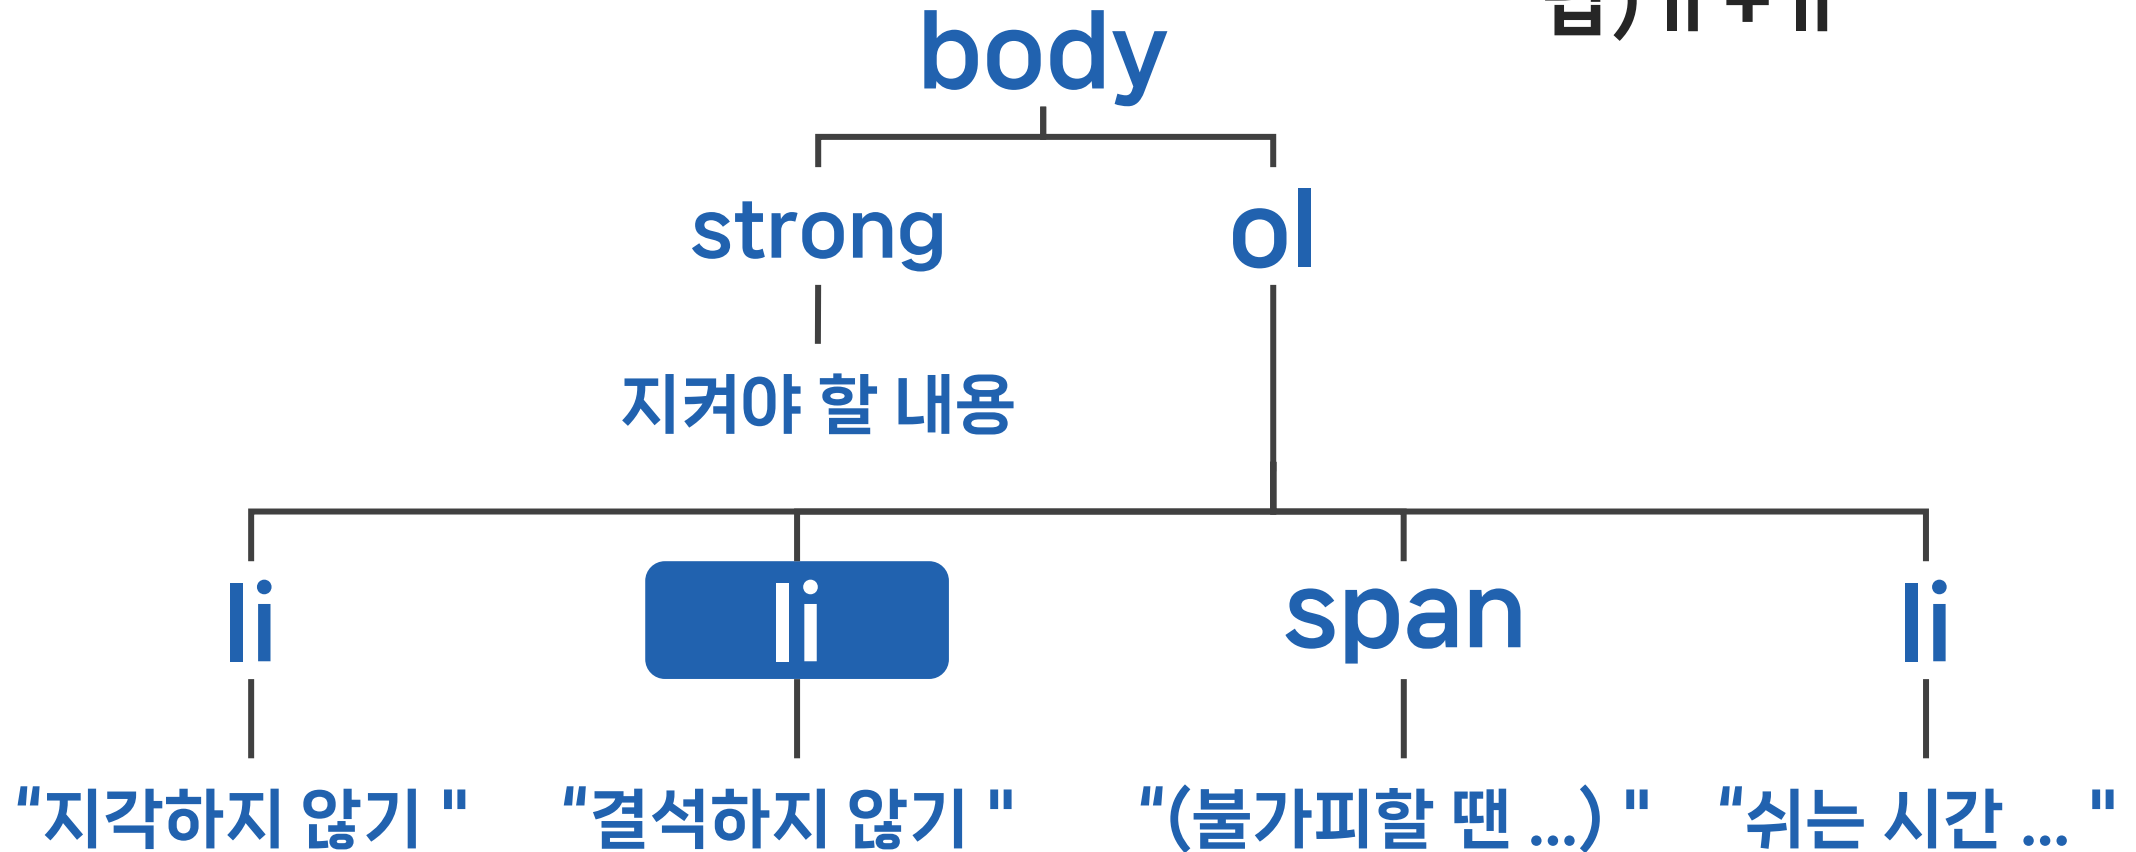 body
strong
ol
지켜야 할 내용
li
li
span
li
"지각하지 않기 "
"결석하지 않기 "
"(불가피할 땐 ...) "
"쉬는 시간 ... "